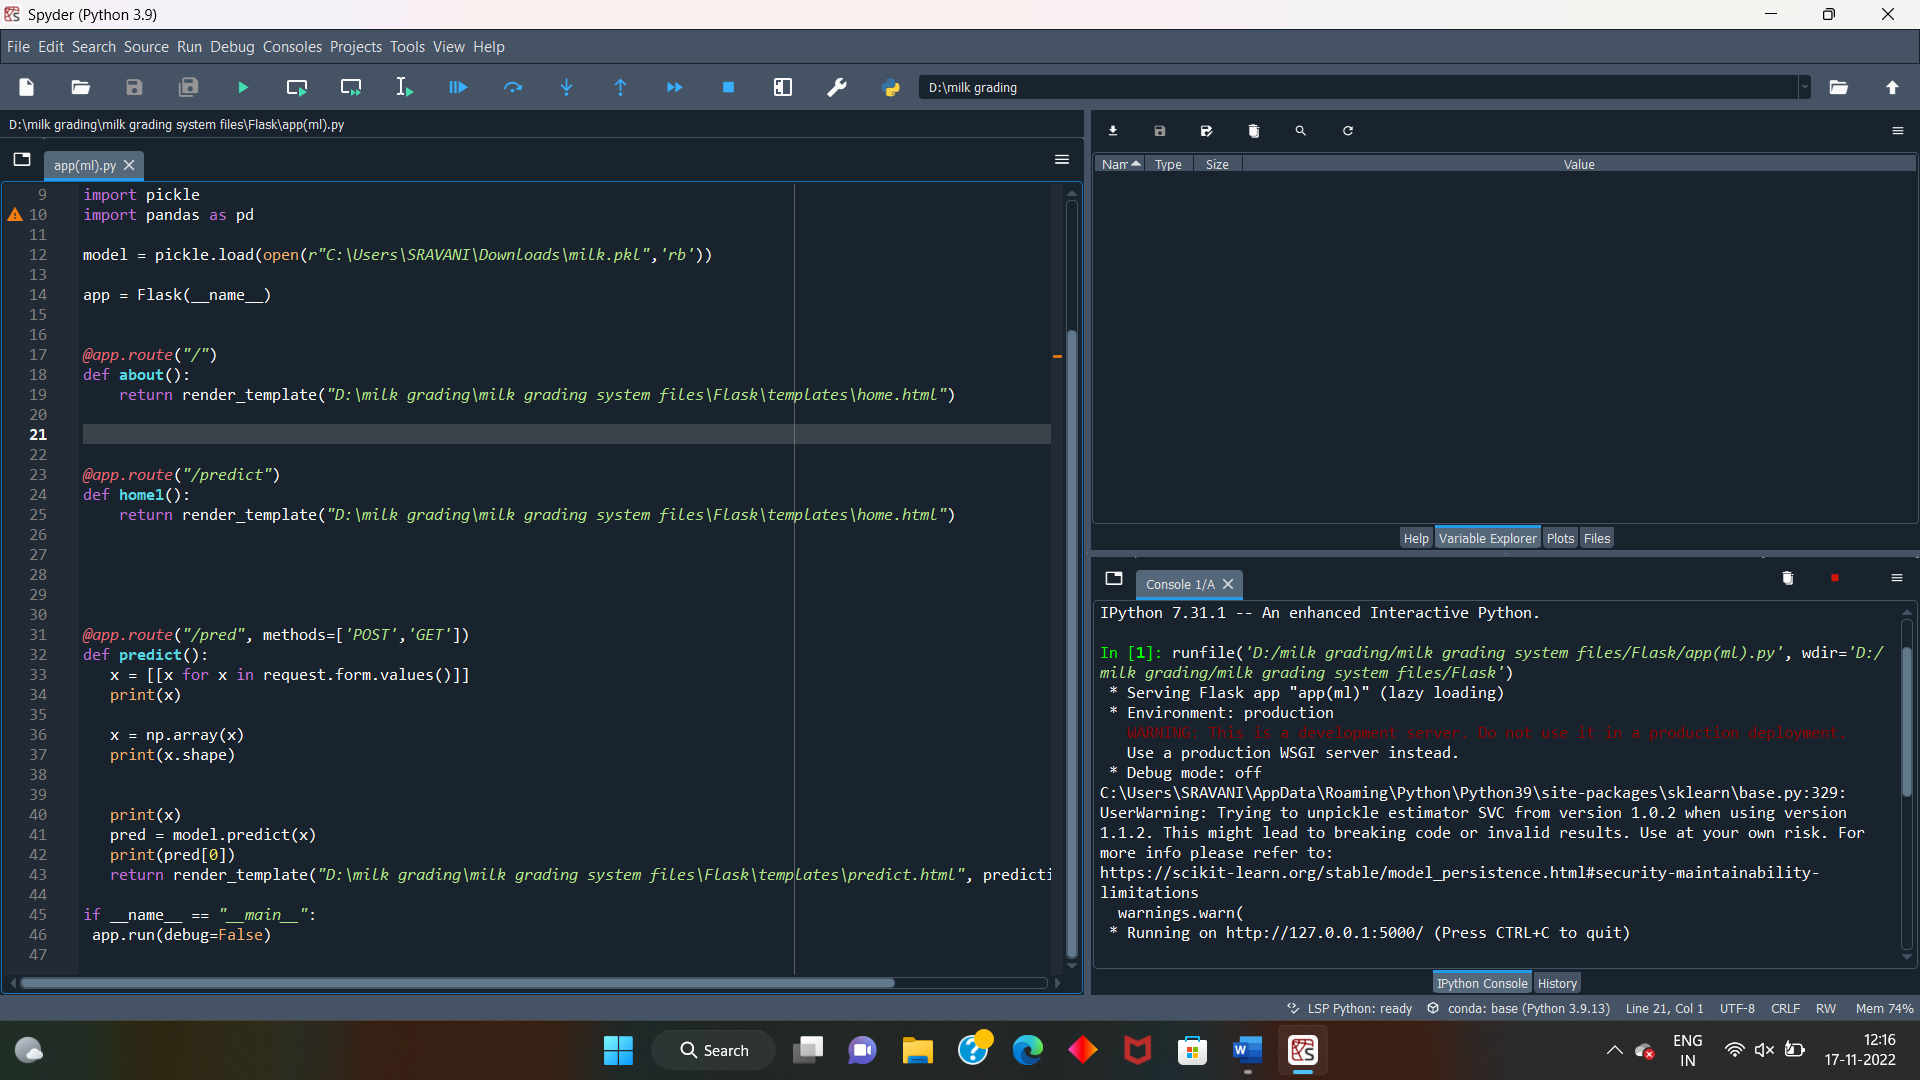 Spyder (Python 3.9)
File Edit Search Source Run Debug Consoles Projects Tools View Help
D:\milk grading
D:\milk grading\milk grading system files\Flask\app(ml).py
app(ml).py
9 import pickle
10 import pandas as pd
11
12 model = pickle.load(open(r"C:\Users\SRAVANI\Downloads\milk.pkl",'rb'))
13
14 app = Flask(__name__)
15
16
17 @app.route("/")
18 def about():
19     return render_template("D:\milk grading\milk grading system files\Flask\templates\home.html")
20
21
22
23 @app.route("/predict")
24 def home1():
25     return render_template("D:\milk grading\milk grading system files\Flask\templates\home.html")
26
27
28
29
30
31 @app.route("/pred", methods=['POST','GET'])
32 def predict():
33    x = [[x for x in request.form.values()]]
34    print(x)
35
36    x = np.array(x)
37    print(x.shape)
38
39
40    print(x)
41    pred = model.predict(x)
42    print(pred[0])
43    return render_template("D:\milk grading\milk grading system files\Flask\templates\predict.html", predicti
44
45 if __name__ == "__main__":
46  app.run(debug=False)
47
Nam Type Size Value
Help Variable Explorer Plots Files
Console 1/A
IPython 7.31.1 -- An enhanced Interactive Python.
In [1]: runfile('D:/milk grading/milk grading system files/Flask/app(ml).py', wdir='D:/
milk grading/milk grading system files/Flask')
 * Serving Flask app "app(ml)" (lazy loading)
 * Environment: production
   WARNING: This is a development server. Do not use it in a production deployment.
   Use a production WSGI server instead.
 * Debug mode: off
C:\Users\SRAVANI\AppData\Roaming\Python\Python39\site-packages\sklearn\base.py:329:
UserWarning: Trying to unpickle estimator SVC from version 1.0.2 when using version
1.1.2. This might lead to breaking code or invalid results. Use at your own risk. For
more info please refer to:
https://scikit-learn.org/stable/model_persistence.html#security-maintainability-
limitations
  warnings.warn(
 * Running on http://127.0.0.1:5000/ (Press CTRL+C to quit)
IPython Console History
LSP Python: ready conda: base (Python 3.9.13) Line 21, Col 1 UTF-8 CRLF RW Mem 74%
Search
ENG
IN
12:16
17-11-2022